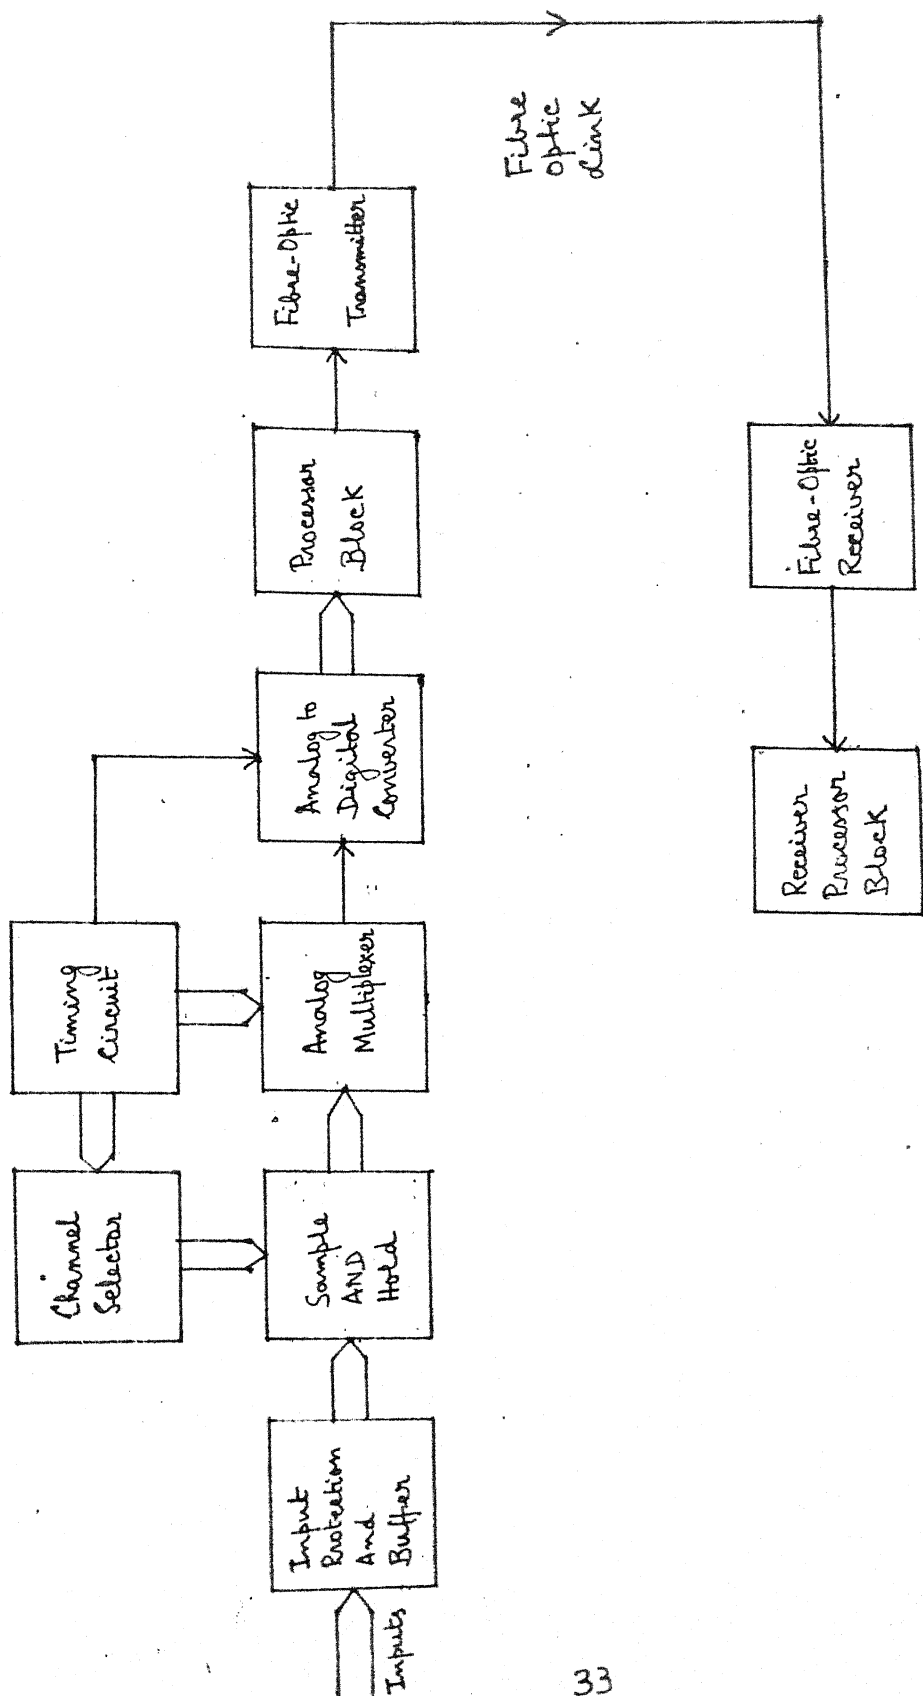 Channel
Selector
Timing
Circuit
Inputs
Input
Protection
And
Buffer
Sample
AND
Hold
Analog
Multiplexer
Analog to
Digital
Converter
Processor
Block
Fibre-Optic
Transmitter
Fibre
Optic
Link
Fibre-Optic
Receiver
Receiver
Processor
Block
33